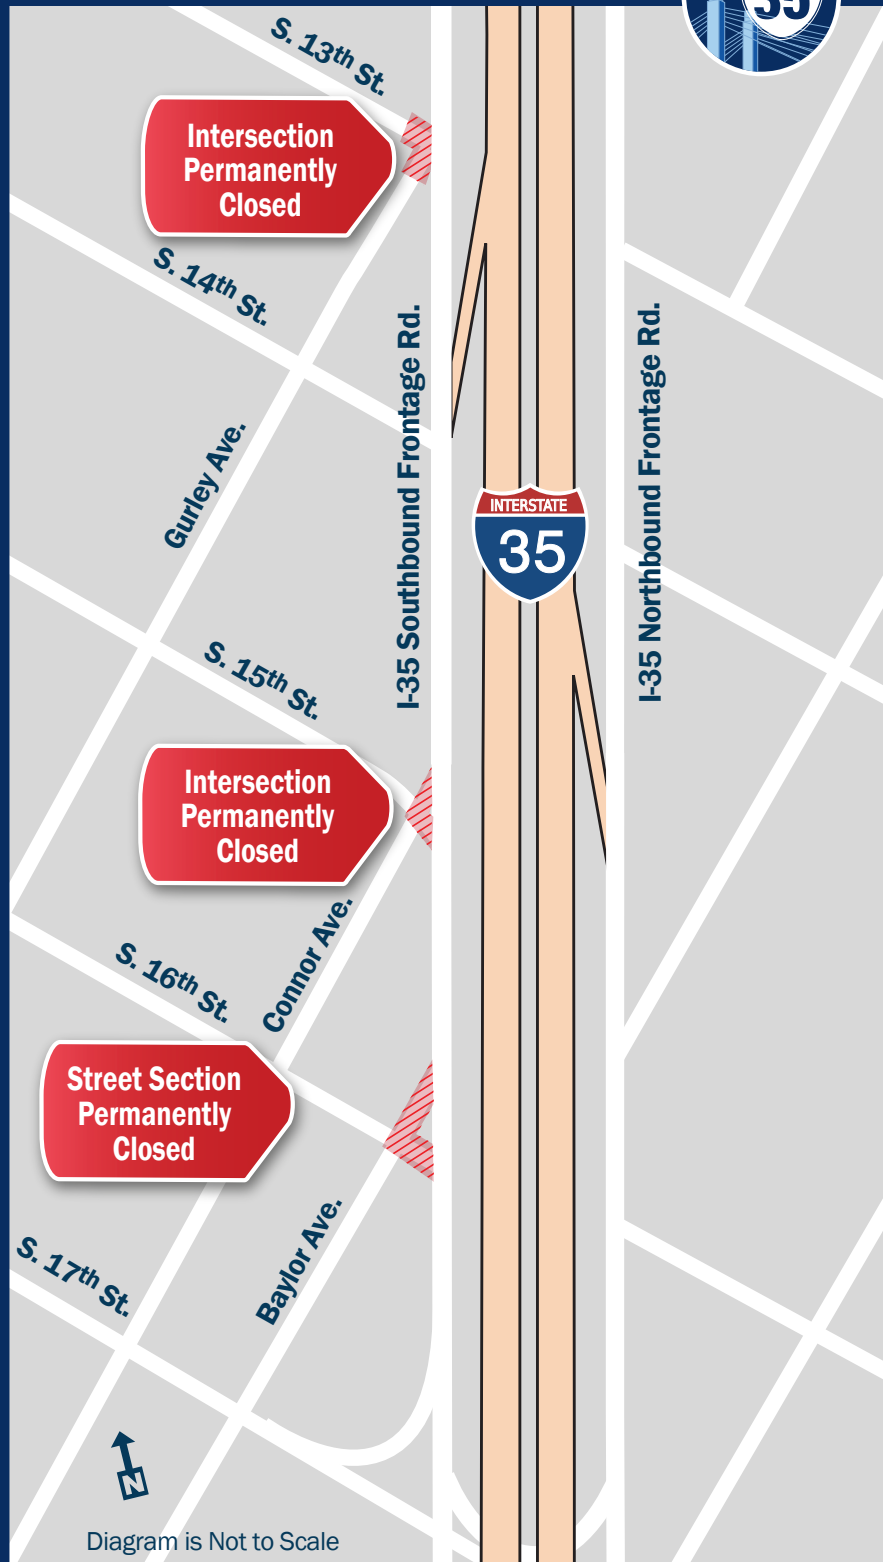 35
S. 13th St.
Intersection
Permanently
Closed
S. 14th St.
I-35 Southbound Frontage Rd.
I-35 Northbound Frontage Rd.
Gurley Ave.
INTERSTATE
35
S. 15th St.
Intersection
Permanently
Closed
Connor Ave.
S. 16th St.
Street Section
Permanently
Closed
Baylor Ave.
S. 17th St.
N
Diagram is Not to Scale